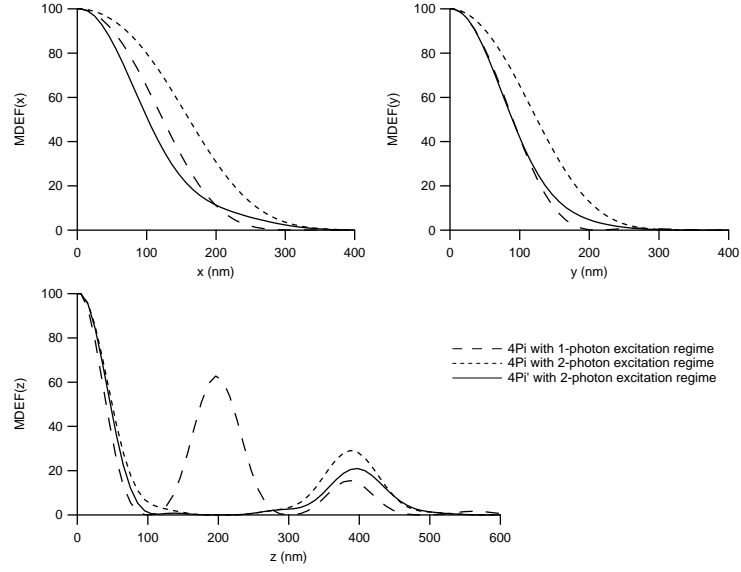 100
80
60
40
20
0
MDEF(x)
0 100 200 300 400
x (nm)
100
80
60
40
20
0
MDEF(y)
0 100 200 300 400
y (nm)
100
80
60
40
20
0
MDEF(z)
0 100 200 300 400 500 600
z (nm)
4Pi with 1-photon excitation regime
4Pi with 2-photon excitation regime
4Pi' with 2-photon excitation regime